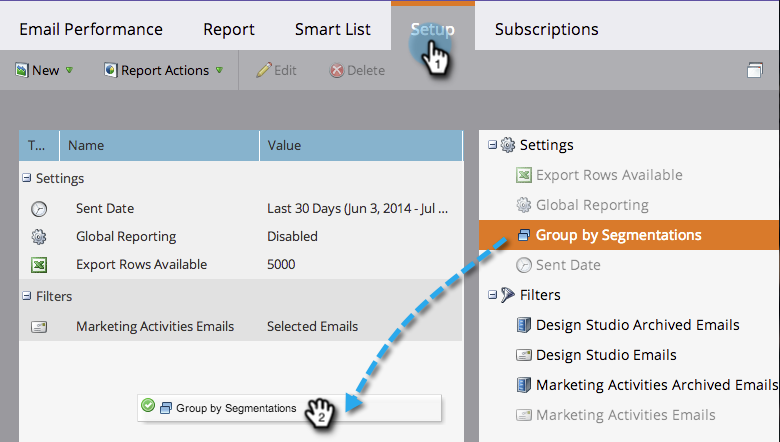 Email Performance Report Smart List Setup Subscriptions
New Report Actions Edit Delete
T... Name Value
Settings
Sent Date Last 30 Days (Jun 3, 2014 - Jul ...
Global Reporting Disabled
Export Rows Available 5000
Filters
Marketing Activities Emails Selected Emails
Group by Segmentations
1
2
Settings
Export Rows Available
Global Reporting
Group by Segmentations
Sent Date
Filters
Design Studio Archived Emails
Design Studio Emails
Marketing Activities Archived Emails
Marketing Activities Emails